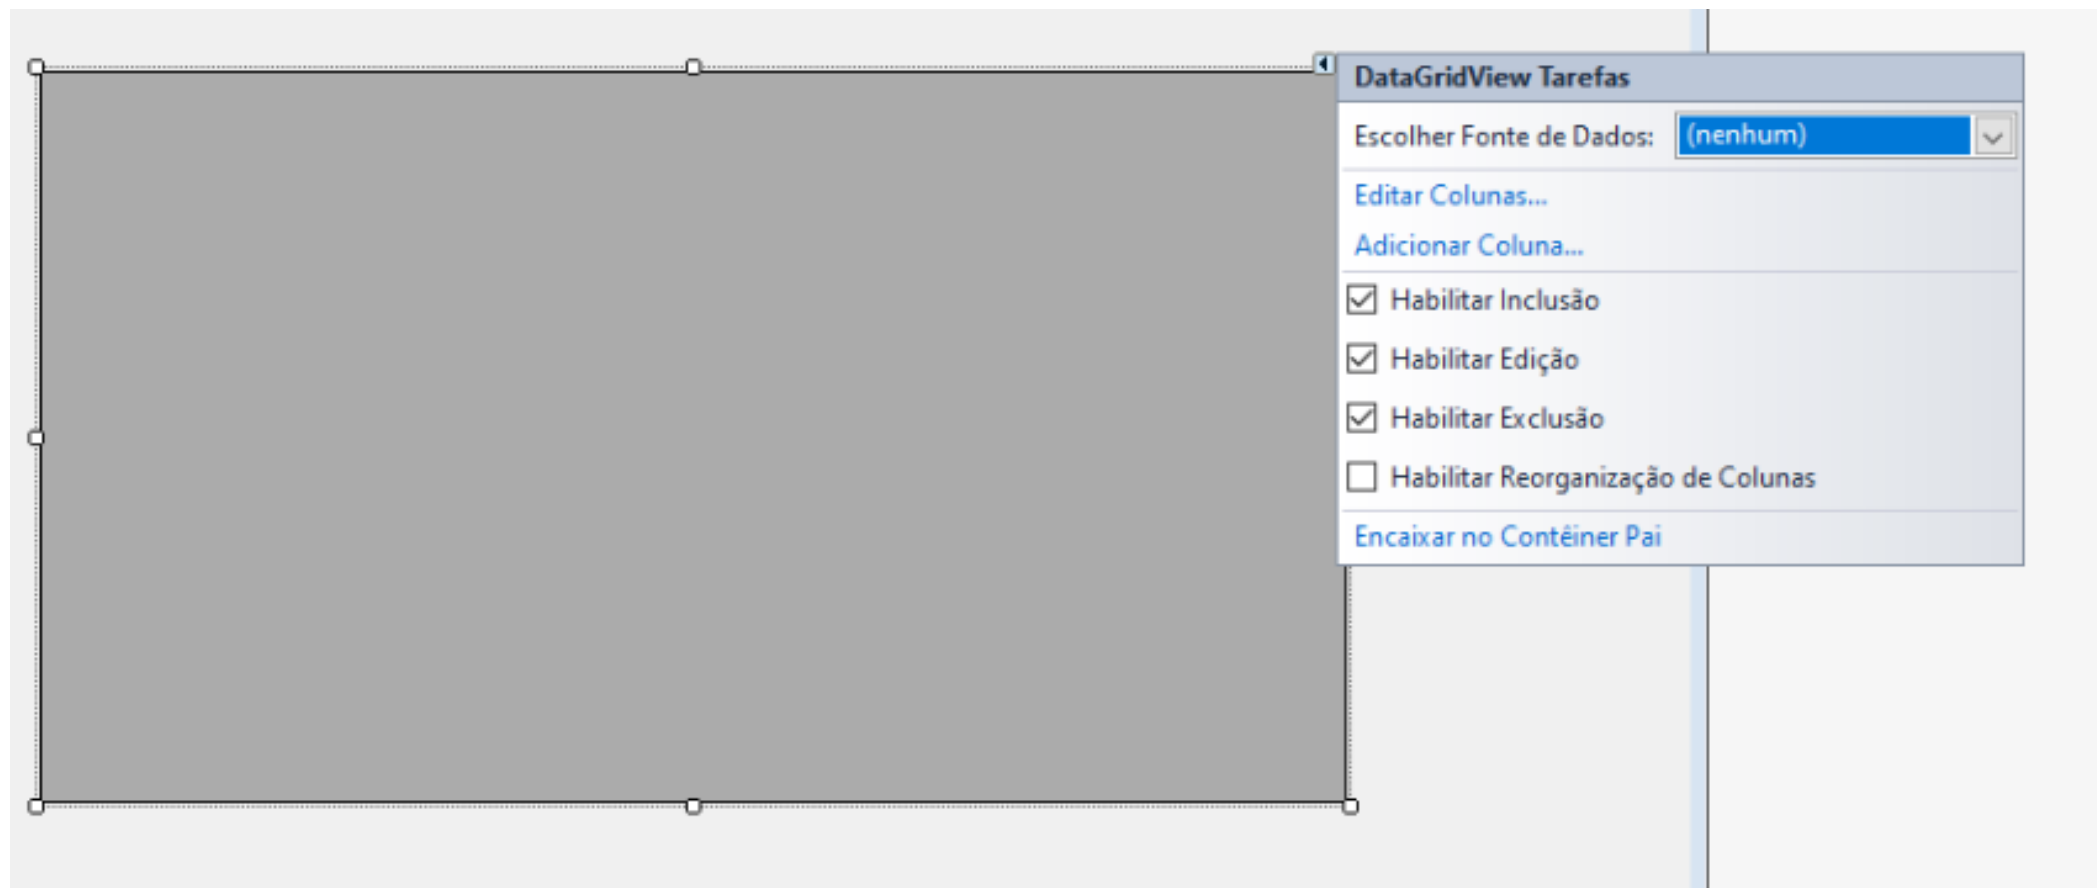 DataGridView Tarefas
Escolher Fonte de Dados: (nenhum)
Editar Colunas...
Adicionar Coluna...
Habilitar Inclusão
Habilitar Edição
Habilitar Exclusão
Habilitar Reorganização de Colunas
Encaixar no Contêiner Pai